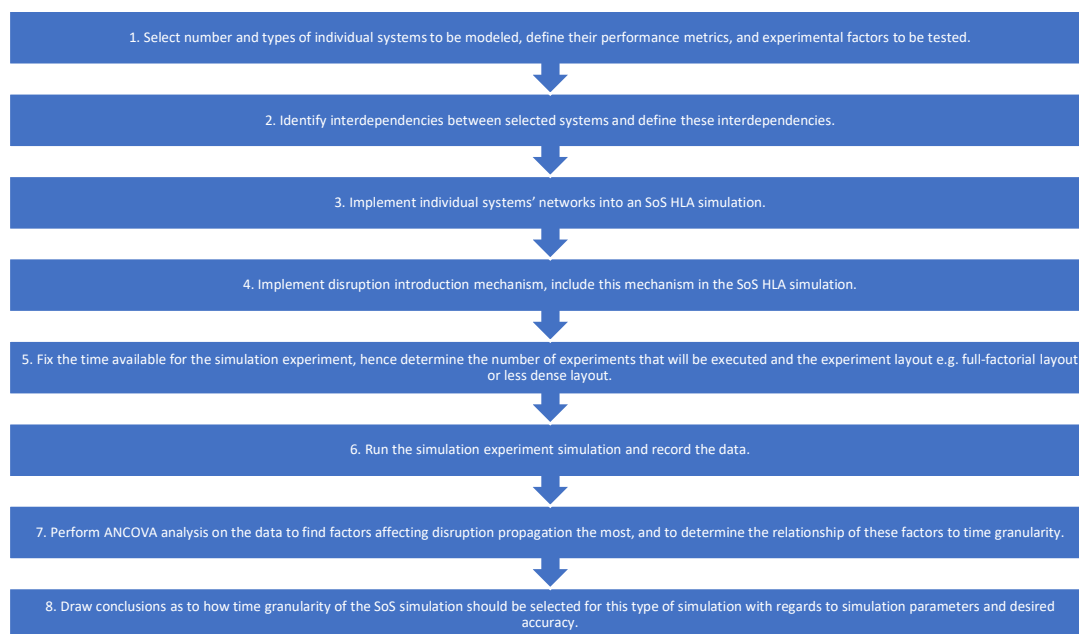 1. Select number and types of individual systems to be modeled, define their performance metrics, and experimental factors to be tested.
2. Identify interdependencies between selected systems and define these interdependencies.
3. Implement individual systems’ networks into an SoS HLA simulation.
4. Implement disruption introduction mechanism, include this mechanism in the SoS HLA simulation.
5. Fix the time available for the simulation experiment, hence determine the number of experiments that will be executed and the experiment layout e.g. full-factorial layout
or less dense layout.
6. Run the simulation experiment simulation and record the data.
7. Perform ANCOVA analysis on the data to find factors affecting disruption propagation the most, and to determine the relationship of these factors to time granularity.
8. Draw conclusions as to how time granularity of the SoS simulation should be selected for this type of simulation with regards to simulation parameters and desired
accuracy.